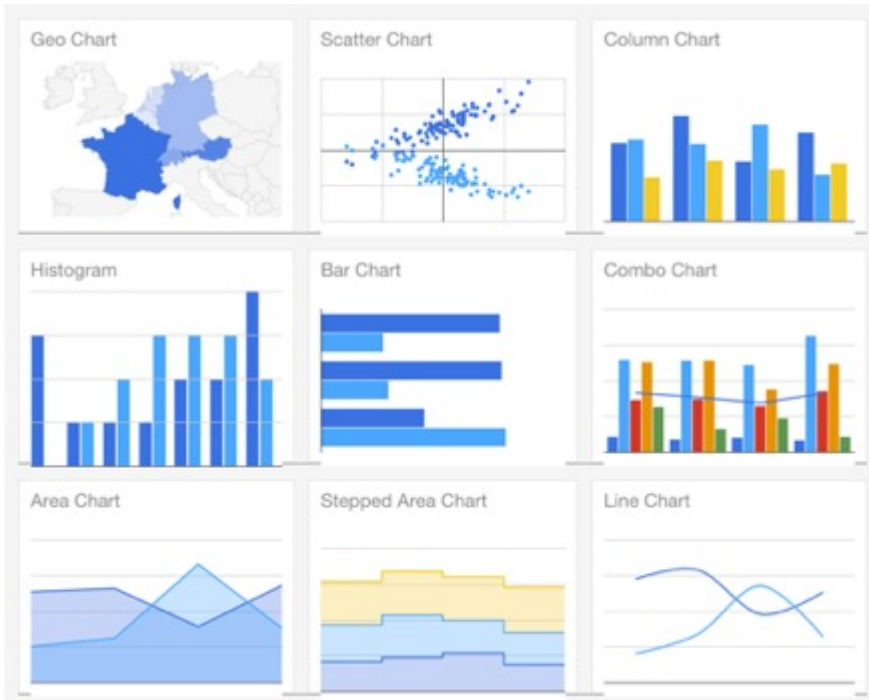 Geo Chart
Scatter Chart
Column Chart
Histogram
Bar Chart
Combo Chart
Area Chart
Stepped Area Chart
Line Chart